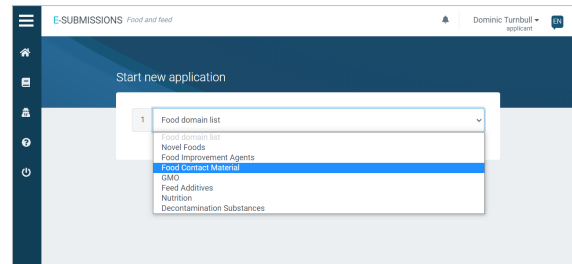 E-SUBMISSIONS Food and feed
Dominic Turnbull
applicant
EN
Start new application
1
Food domain list
Food domain list
Novel Foods
Food Improvement Agents
Food Contact Material
GMO
Feed Additives
Nutrition
Decontamination Substances